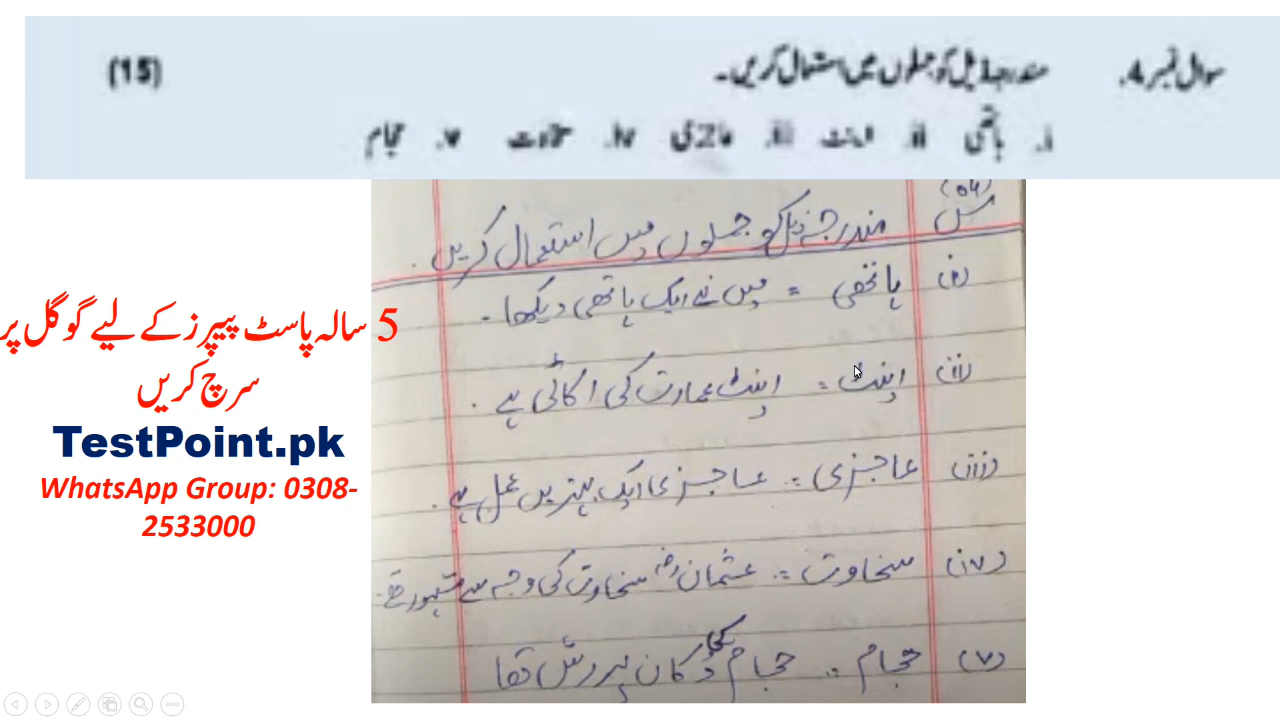 سوال نمبر 4. مندرجہ ذیل کو جملوں میں استعمال کریں۔ (15)
i. ہاتھی ii. اینٹ iii. عاجزی iv. سخاوت v. حجام
س (04) مندرجہ ذیل کو جملوں میں استعمال کریں.
(i) ہاتھی = میں نے ایک ہاتھی دیکھا۔
(ii) اینٹ = اینٹ عمارت کی اکائی ہے.
(iii) عاجزی = عاجزی ایک بہترین عمل ہے.
(iv) سخاوت = عثمانؓ سخاوت کی وجہ سے مشہور تھے.
(v) حجام = حجام کی دکان پر رش تھا
5 سالہ پاسٹ پیپرز کے لیے گوگل پر
سرچ کریں
TestPoint.pk
WhatsApp Group: 0308-
2533000